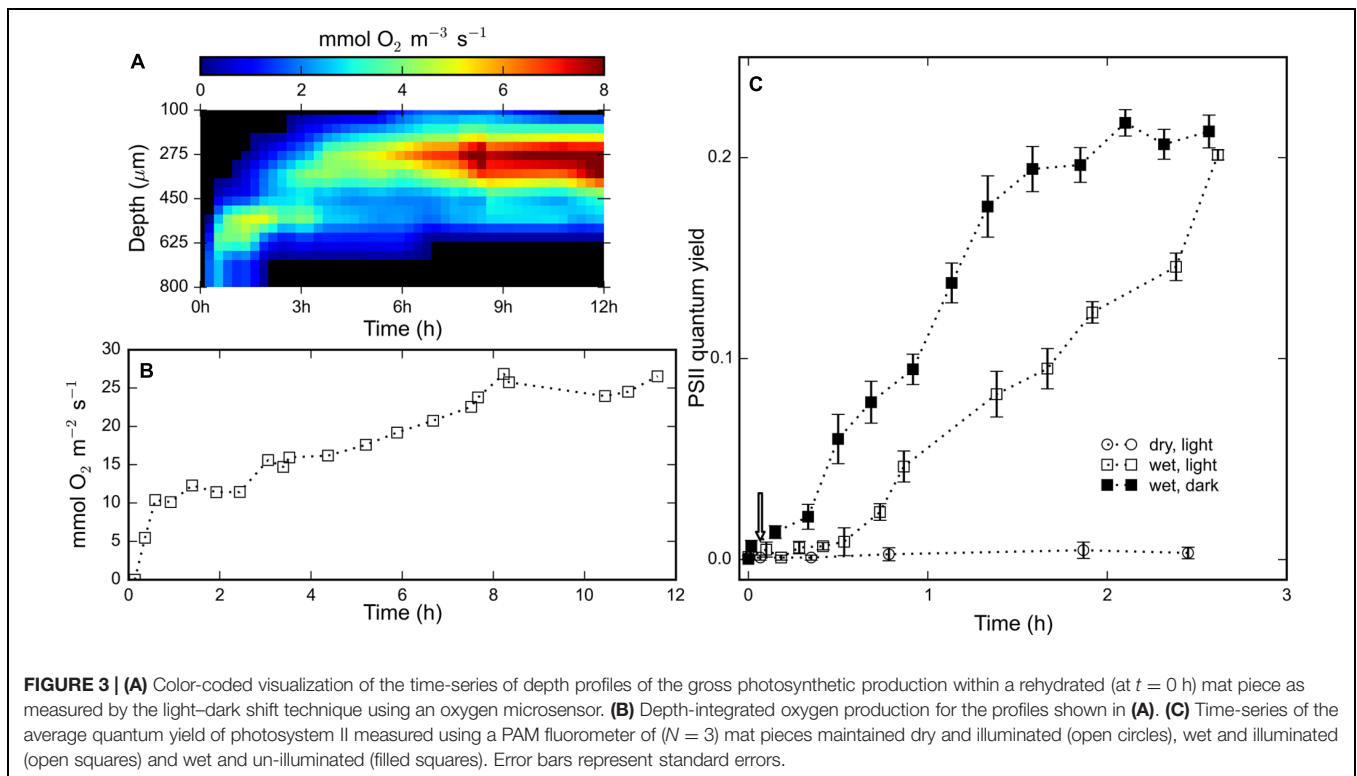 mmol O₂ m⁻³ s⁻¹
A
0 2 4 6 8
100
275
450
625
800
Depth (μm)
0h 3h 6h 9h 12h
Time (h)
B
30
25
20
15
10
5
0
mmol O₂ m⁻² s⁻¹
0 2 4 6 8 10 12
Time (h)
C
0.2
0.1
0.0
PSII quantum yield
dry, light
wet, light
wet, dark
0 1 2 3
Time (h)
FIGURE 3 | (A) Color-coded visualization of the time-series of depth profiles of the gross photosynthetic production within a rehydrated (at t = 0 h) mat piece as
measured by the light–dark shift technique using an oxygen microsensor. (B) Depth-integrated oxygen production for the profiles shown in (A). (C) Time-series of the
average quantum yield of photosystem II measured using a PAM fluorometer of (N = 3) mat pieces maintained dry and illuminated (open circles), wet and illuminated
(open squares) and wet and un-illuminated (filled squares). Error bars represent standard errors.